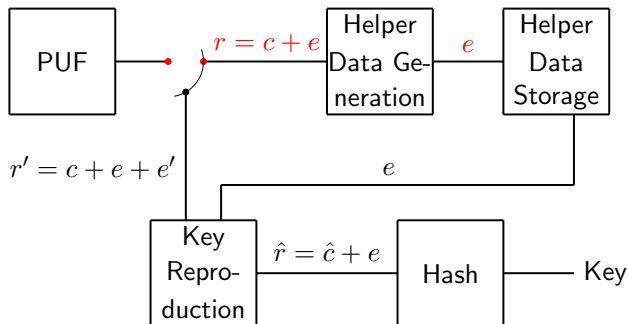 PUF
r = c + e
Helper
Data Ge-
neration
e
Helper
Data
Storage
r′ = c + e + e′
e
Key
Repro-
duction
r̂ = ĉ + e
Hash
Key